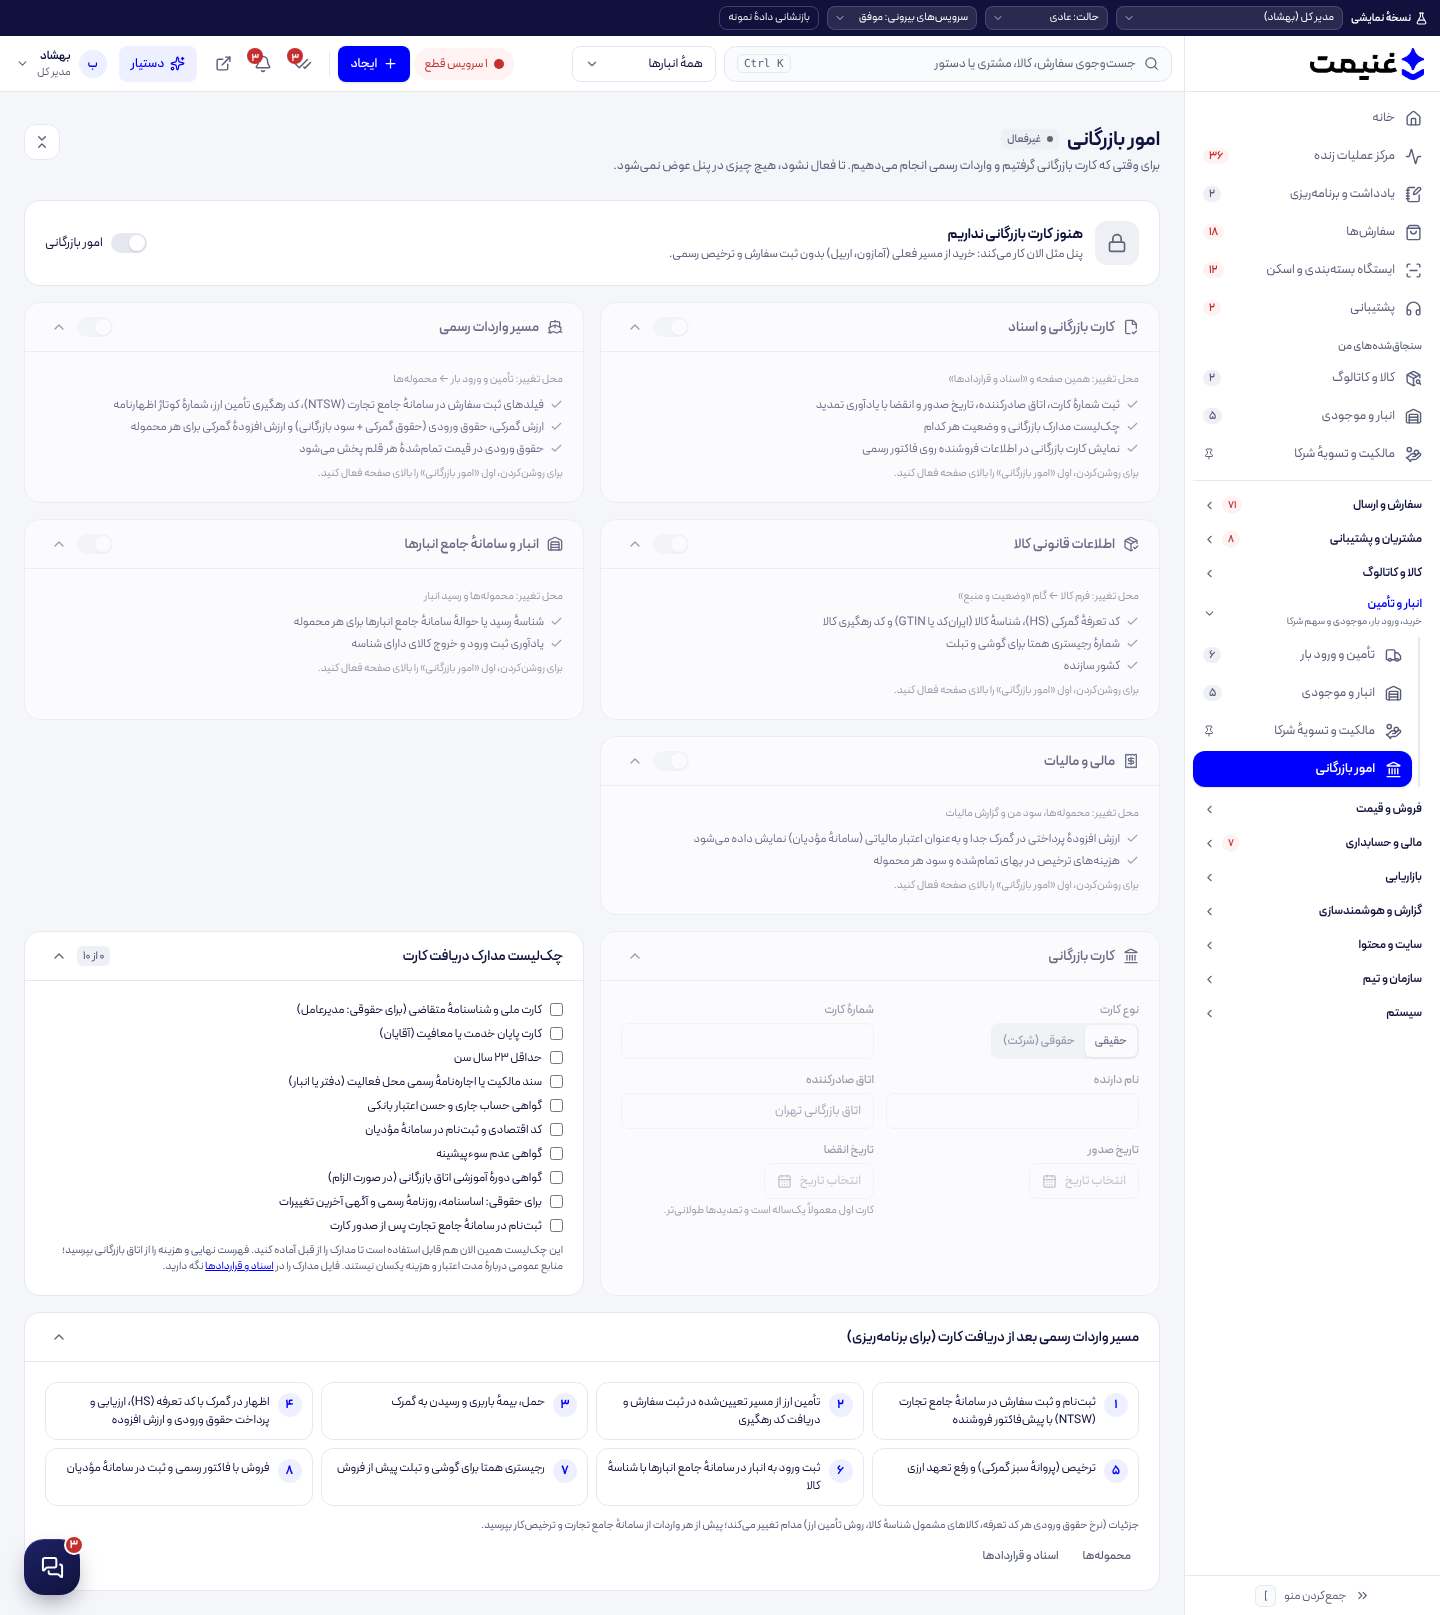 نسخهٔ نمایشی
مدیر کل (بهشاد)
حالت: عادی
سرویس‌های بیرونی: موفق
بازنشانی دادهٔ نمونه
غنیمت
جست‌وجوی سفارش، کالا، مشتری یا دستور
Ctrl K
همهٔ انبارها
۱ سرویس قطع
ایجاد
۳
۳
دستیار
ب
بهشاد
مدیر کل
خانه
مرکز عملیات زنده
۳۶
یادداشت و برنامه‌ریزی
۲
سفارش‌ها
۱۸
ایستگاه بسته‌بندی و اسکن
۱۲
پشتیبانی
۲
سنجاق‌شده‌های من
کالا و کاتالوگ
۲
انبار و موجودی
۵
مالکیت و تسویهٔ شرکا
سفارش و ارسال
۷۱
مشتریان و پشتیبانی
۸
کالا و کاتالوگ
انبار و تأمین
خرید، ورود بار، موجودی و سهم شرکا
تأمین و ورود بار
۶
انبار و موجودی
۵
مالکیت و تسویهٔ شرکا
امور بازرگانی
فروش و قیمت
مالی و حسابداری
۷
بازاریابی
گزارش و هوشمندسازی
سایت و محتوا
سازمان و تیم
سیستم
جمع‌کردن منو
[
امور بازرگانی
غیرفعال
برای وقتی که کارت بازرگانی گرفتیم و واردات رسمی انجام می‌دهیم. تا فعال نشود، هیچ چیزی در پنل عوض نمی‌شود.
هنوز کارت بازرگانی نداریم
پنل مثل الان کار می‌کند: خرید از مسیر فعلی (آمازون، اربیل) بدون ثبت سفارش و ترخیص رسمی.
امور بازرگانی
کارت بازرگانی و اسناد
محل تغییر: همین صفحه و «اسناد و قراردادها»
ثبت شمارهٔ کارت، اتاق صادرکننده، تاریخ صدور و انقضا با یادآوری تمدید
چک‌لیست مدارک بازرگانی و وضعیت هر کدام
نمایش کارت بازرگانی در اطلاعات فروشنده روی فاکتور رسمی
برای روشن‌کردن، اول «امور بازرگانی» را بالای صفحه فعال کنید.
مسیر واردات رسمی
محل تغییر: تأمین و ورود بار ← محموله‌ها
فیلدهای ثبت سفارش در سامانهٔ جامع تجارت (NTSW)، کد رهگیری تأمین ارز، شمارهٔ کوتاژ اظهارنامه
ارزش گمرکی، حقوق ورودی (حقوق گمرکی + سود بازرگانی) و ارزش افزودهٔ گمرکی برای هر محموله
حقوق ورودی در قیمت تمام‌شدهٔ هر قلم پخش می‌شود
برای روشن‌کردن، اول «امور بازرگانی» را بالای صفحه فعال کنید.
اطلاعات قانونی کالا
محل تغییر: فرم کالا ← گام «وضعیت و منبع»
کد تعرفهٔ گمرکی (HS)، شناسهٔ کالا (ایران‌کد یا GTIN) و کد رهگیری کالا
شمارهٔ رجیستری همتا برای گوشی و تبلت
کشور سازنده
برای روشن‌کردن، اول «امور بازرگانی» را بالای صفحه فعال کنید.
انبار و سامانهٔ جامع انبارها
محل تغییر: محموله‌ها و رسید انبار
شناسهٔ رسید یا حوالهٔ سامانهٔ جامع انبارها برای هر محموله
یادآوری ثبت ورود و خروج کالای دارای شناسه
برای روشن‌کردن، اول «امور بازرگانی» را بالای صفحه فعال کنید.
مالی و مالیات
محل تغییر: محموله‌ها، سود من و گزارش مالیات
ارزش افزودهٔ پرداختی در گمرک جدا و به‌عنوان اعتبار مالیاتی (سامانهٔ مؤدیان) نمایش داده می‌شود
هزینه‌های ترخیص در بهای تمام‌شده و سود هر محموله
برای روشن‌کردن، اول «امور بازرگانی» را بالای صفحه فعال کنید.
کارت بازرگانی
نوع کارت
حقیقی
حقوقی (شرکت)
شمارهٔ کارت
نام دارنده
اتاق صادرکننده
اتاق بازرگانی تهران
تاریخ صدور
انتخاب تاریخ
تاریخ انقضا
انتخاب تاریخ
کارت اول معمولاً یک‌ساله است و تمدیدها طولانی‌تر.
چک‌لیست مدارک دریافت کارت
۰ از ۱۰
کارت ملی و شناسنامهٔ متقاضی (برای حقوقی: مدیرعامل)
کارت پایان خدمت یا معافیت (آقایان)
حداقل ۲۳ سال سن
سند مالکیت یا اجاره‌نامهٔ رسمی محل فعالیت (دفتر یا انبار)
گواهی حساب جاری و حسن اعتبار بانکی
کد اقتصادی و ثبت‌نام در سامانهٔ مؤدیان
گواهی عدم سوءپیشینه
گواهی دورهٔ آموزشی اتاق بازرگانی (در صورت الزام)
برای حقوقی: اساسنامه، روزنامهٔ رسمی و آگهی آخرین تغییرات
ثبت‌نام در سامانهٔ جامع تجارت پس از صدور کارت
این چک‌لیست همین الان هم قابل استفاده است تا مدارک را از قبل آماده کنید. فهرست نهایی و هزینه را از اتاق بازرگانی بپرسید؛
منابع عمومی دربارهٔ مدت اعتبار و هزینه یکسان نیستند. فایل مدارک را در اسناد و قراردادها نگه دارید.
مسیر واردات رسمی بعد از دریافت کارت (برای برنامه‌ریزی)
۱
ثبت‌نام و ثبت سفارش در سامانهٔ جامع تجارت
(NTSW) با پیش‌فاکتور فروشنده
۲
تأمین ارز از مسیر تعیین‌شده در ثبت سفارش و
دریافت کد رهگیری
۳
حمل، بیمهٔ باربری و رسیدن به گمرک
۴
اظهار در گمرک با کد تعرفه (HS)، ارزیابی و
پرداخت حقوق ورودی و ارزش افزوده
۵
ترخیص (پروانهٔ سبز گمرکی) و رفع تعهد ارزی
۶
ثبت ورود به انبار در سامانهٔ جامع انبارها با شناسهٔ
کالا
۷
رجیستری همتا برای گوشی و تبلت پیش از فروش
۸
فروش با فاکتور رسمی و ثبت در سامانهٔ مؤدیان
جزئیات (نرخ حقوق ورودی هر کد تعرفه، کالاهای مشمول شناسهٔ کالا، روش تأمین ارز) مدام تغییر می‌کند؛ پیش از هر واردات از سامانهٔ جامع تجارت و ترخیص‌کار بپرسید.
محموله‌ها
اسناد و قراردادها
۳